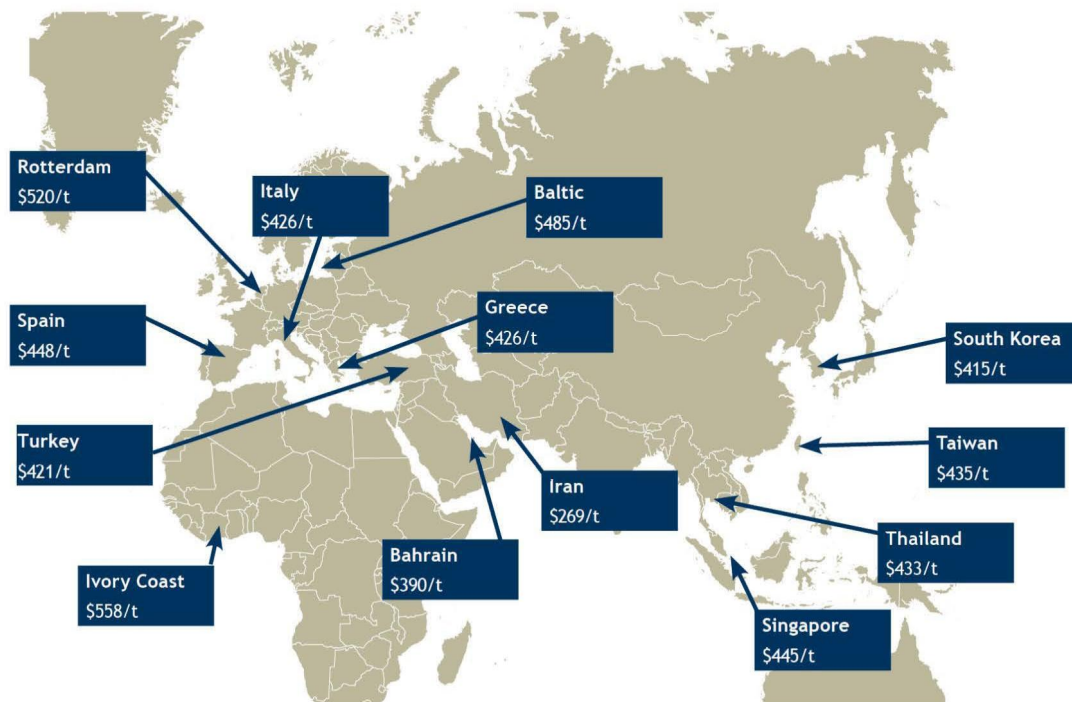 Rotterdam
$520/t
Italy
$426/t
Baltic
$485/t
Spain
$448/t
Greece
$426/t
South Korea
$415/t
Turkey
$421/t
Taiwan
$435/t
Iran
$269/t
Thailand
$433/t
Bahrain
$390/t
Ivory Coast
$558/t
Singapore
$445/t